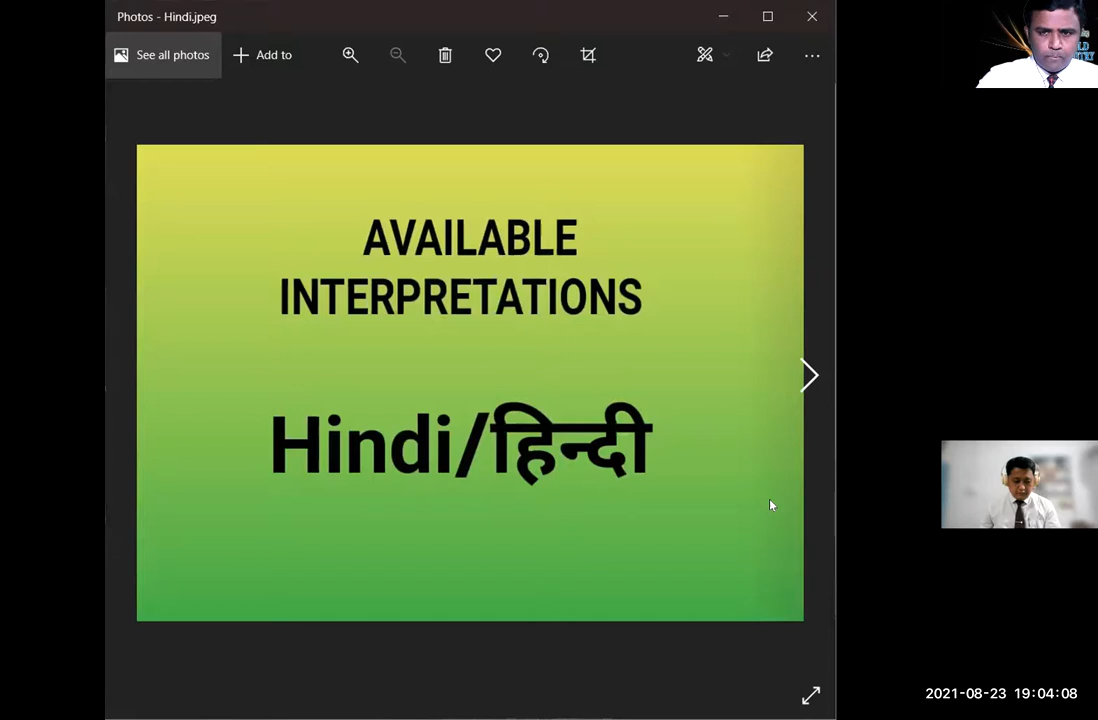 Photos - Hindi.jpeg
See all photos
Add to
AVAILABLE
INTERPRETATIONS
Hindi/हिन्दी
2021-08-23 19:04:08